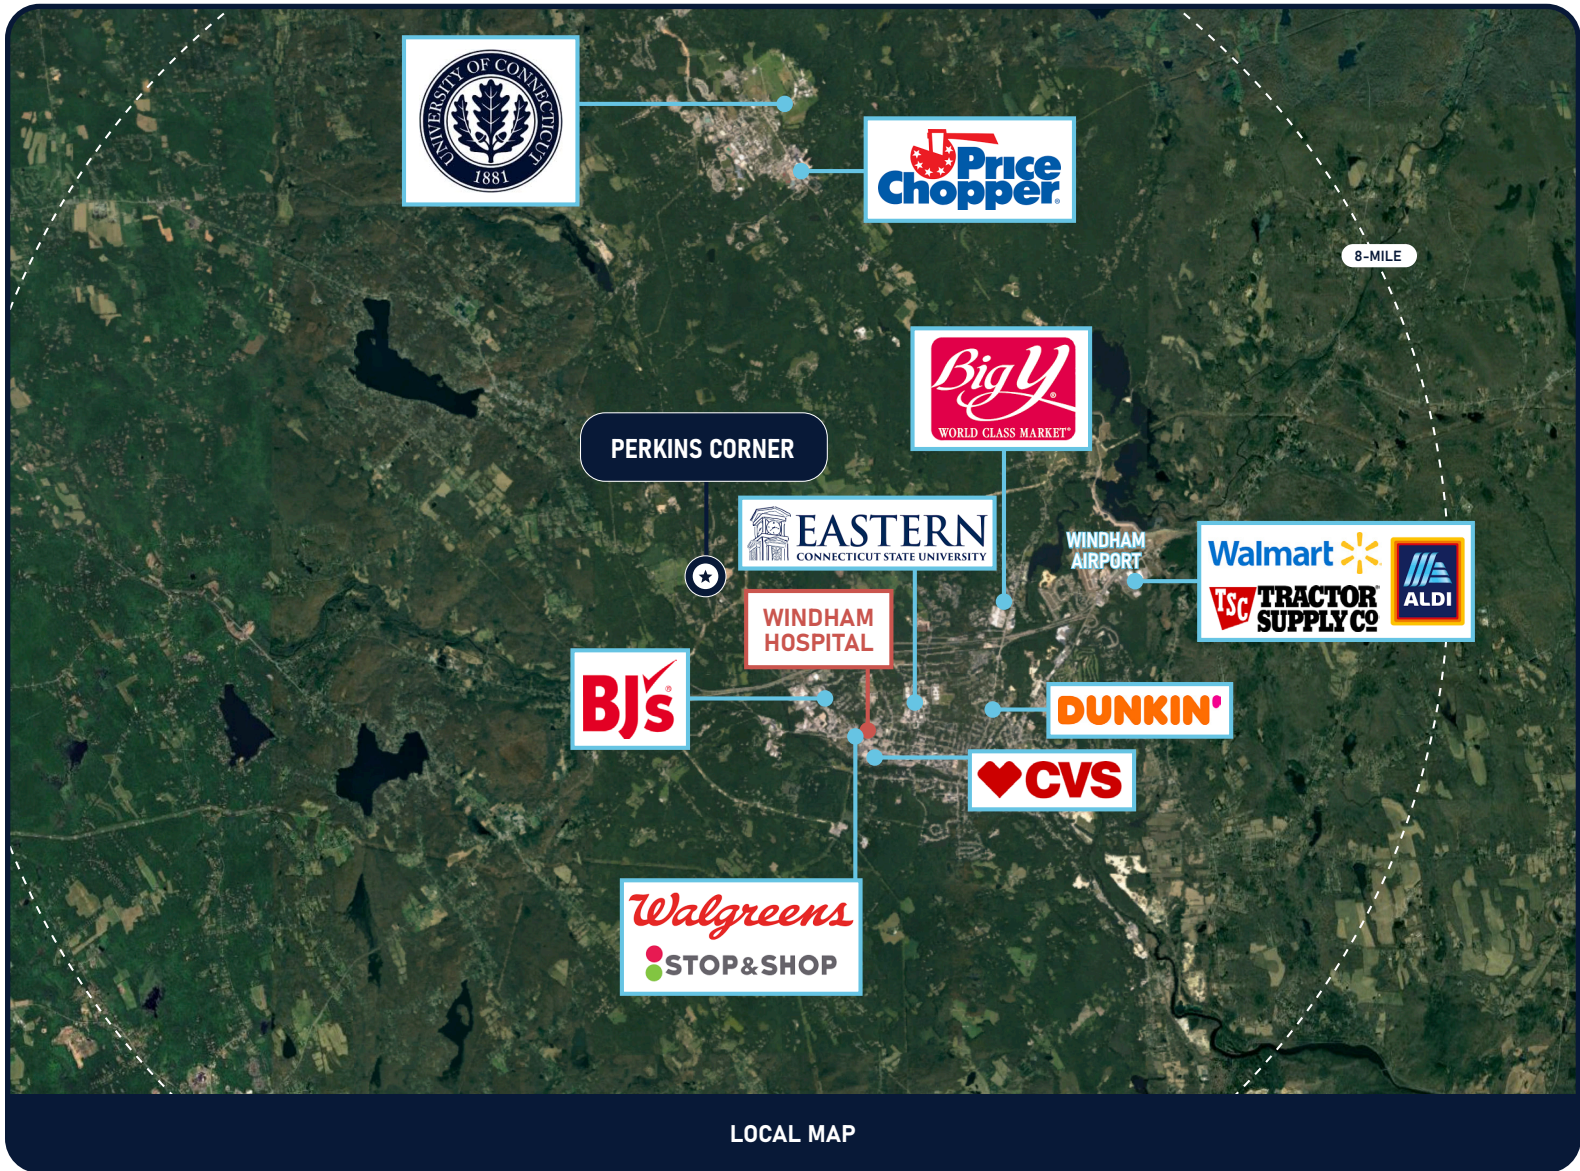 UNIVERSITY OF CONNECTICUT
1881
Price
Chopper
8-MILE
Big Y
WORLD CLASS MARKET
PERKINS CORNER
EASTERN
CONNECTICUT STATE UNIVERSITY
WINDHAM
AIRPORT
Walmart
TSC TRACTOR
SUPPLY CO
ALDI
WINDHAM
HOSPITAL
BJ's
DUNKIN'
CVS
Walgreens
STOP & SHOP
LOCAL MAP